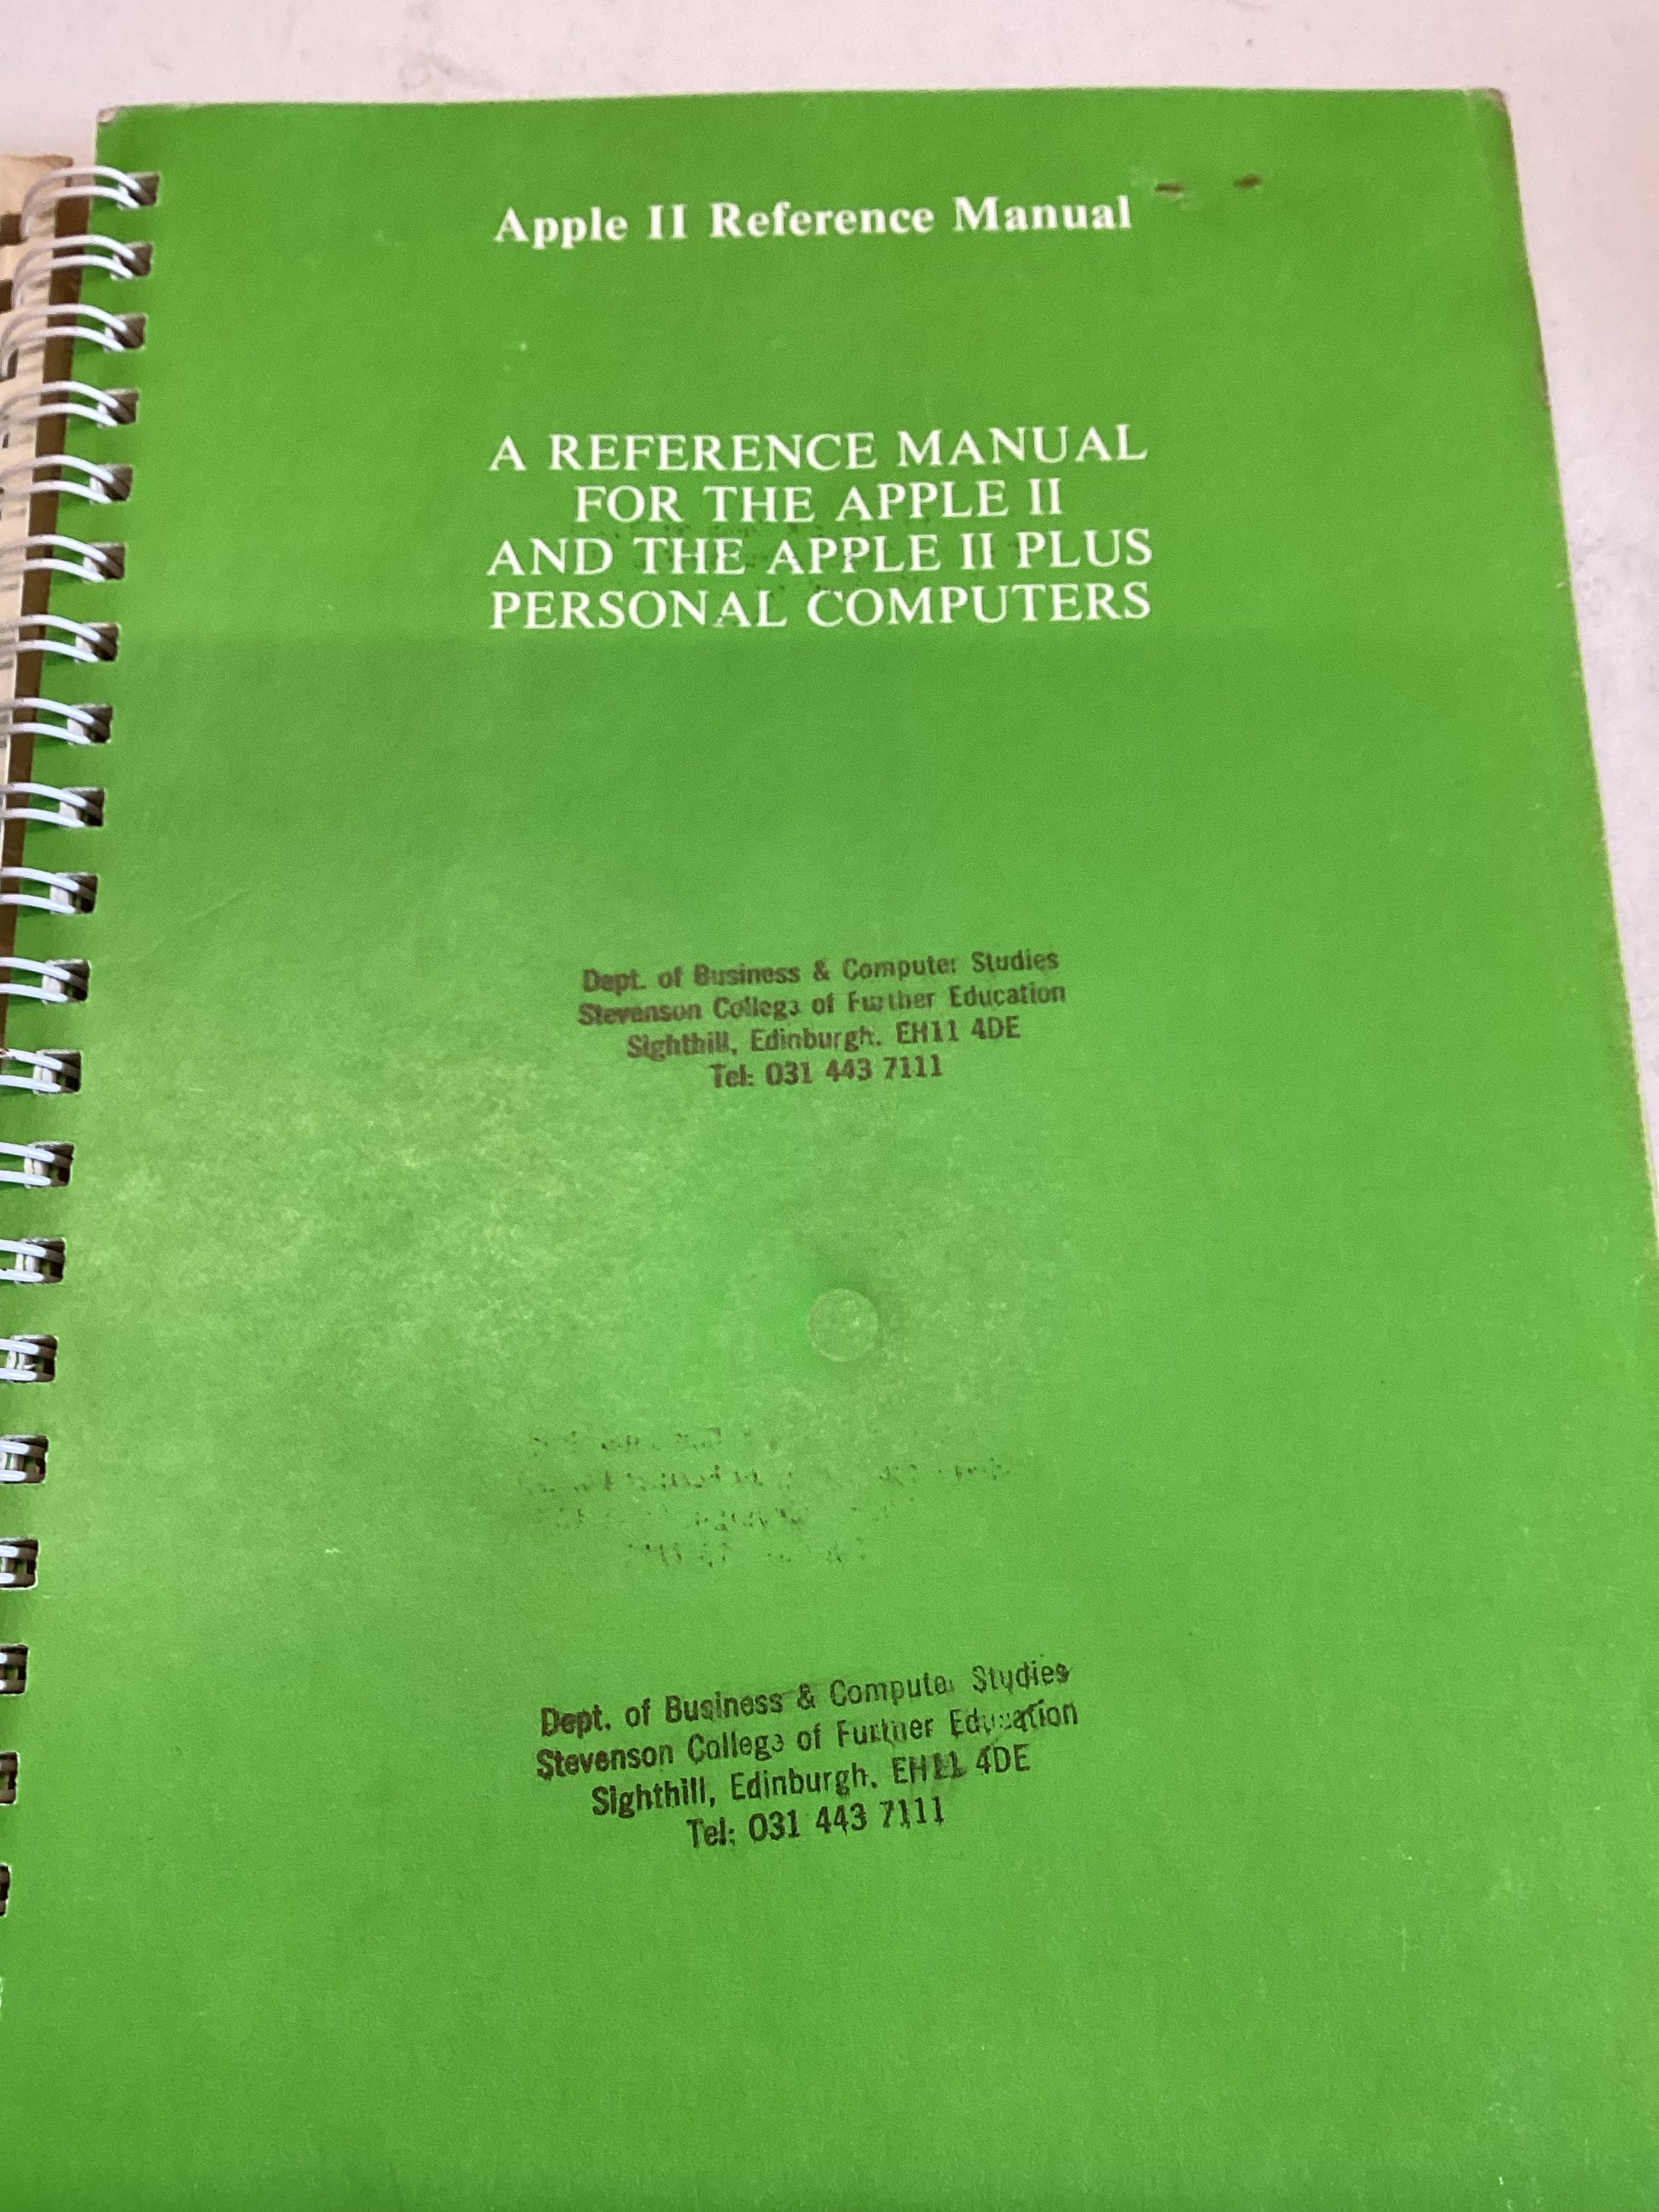 Apple II Reference Manual
A REFERENCE MANUAL
FOR THE APPLE II
AND THE APPLE II PLUS
PERSONAL COMPUTERS
Dept. of Business & Computer Studies
Stevenson College of Further Education
Sighthill, Edinburgh. EH11 4DE
Tel: 031 443 7111
Dept. of Business & Computer Studies
Stevenson College of Further Education
Sighthill, Edinburgh. EH11 4DE
Tel: 031 443 7111